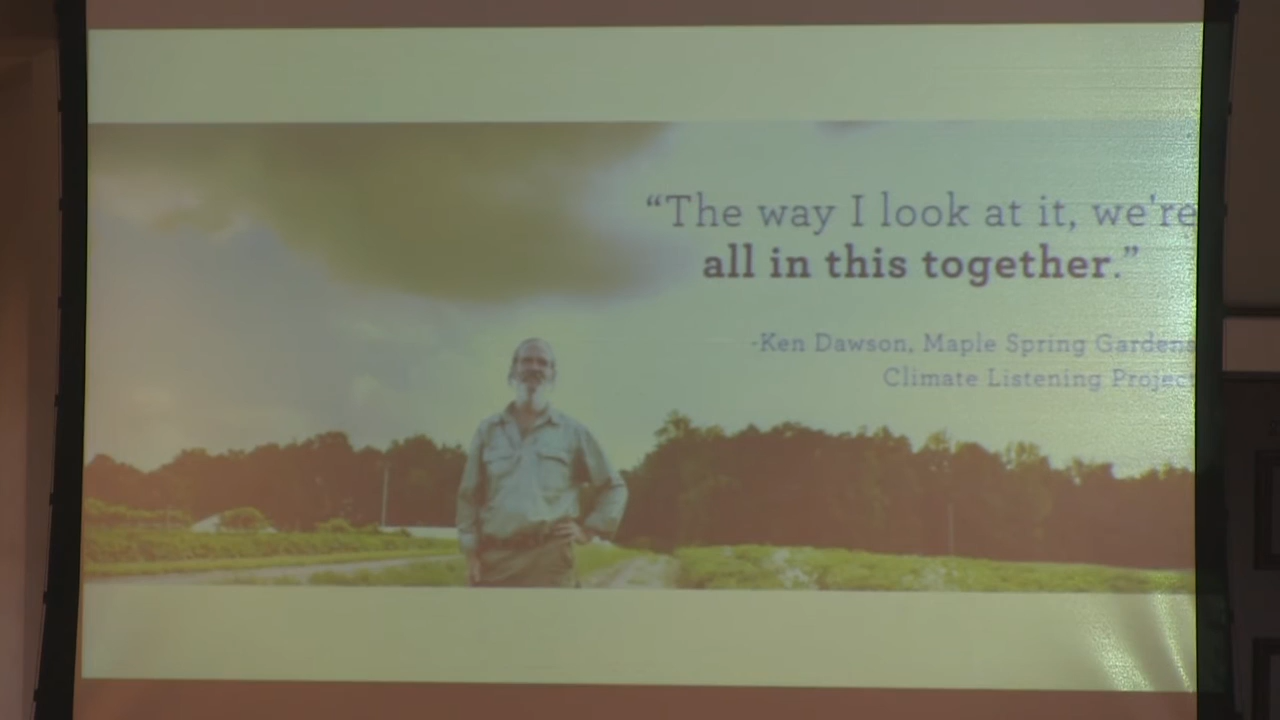 “The way I look at it, we're
all in this together.”
-Ken Dawson, Maple Spring Gardens
Climate Listening Project